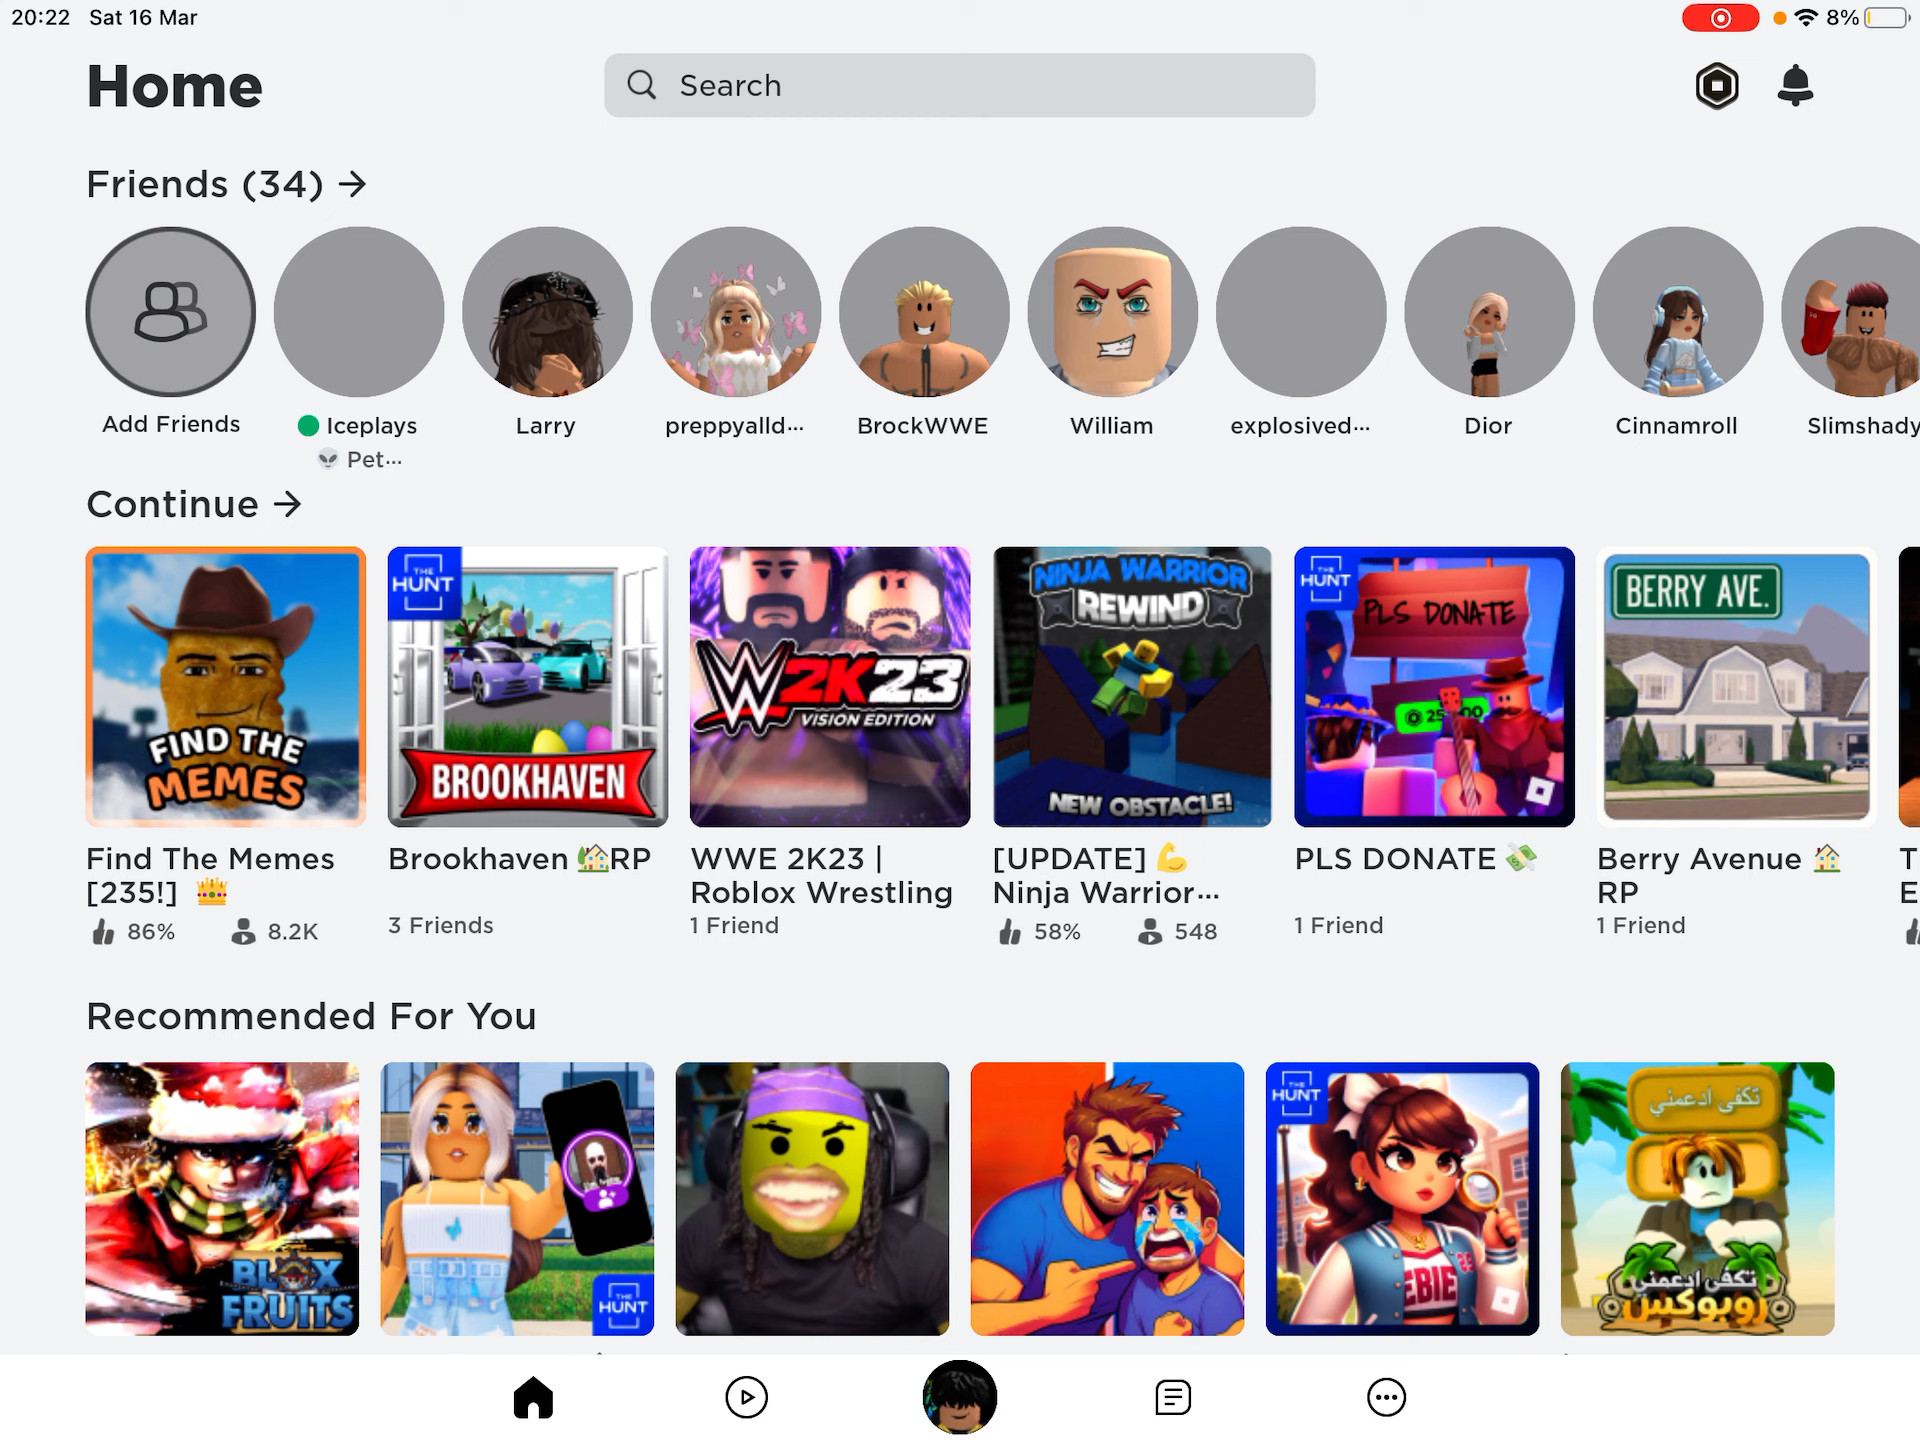 20:22 Sat 16 Mar
8%
Home
Search
Friends (34) →
Add Friends
Iceplays
👽 Pet...
Larry
preppyalld...
BrockWWE
William
explosived...
Dior
Cinnamroll
Slimshady
Continue →
FIND THE
MEMES
THE
HUNT
BROOKHAVEN
W2K23
VISION EDITION
NINJA WARRIOR
REWIND
NEW OBSTACLE!
THE
HUNT
PLS DONATE
BERRY AVE.
Find The Memes
[235!] 👑
86% 8.2K
Brookhaven 🏡RP
3 Friends
WWE 2K23 |
Roblox Wrestling
1 Friend
[UPDATE] 💪
Ninja Warrior...
58% 548
PLS DONATE 💸
1 Friend
Berry Avenue 🏠
RP
1 Friend
T
E
Recommended For You
BLOX
FRUITS
THE
HUNT
THE
HUNT
EBIE
تكفى ادعمني
تكفى ادعمني
روبوكس